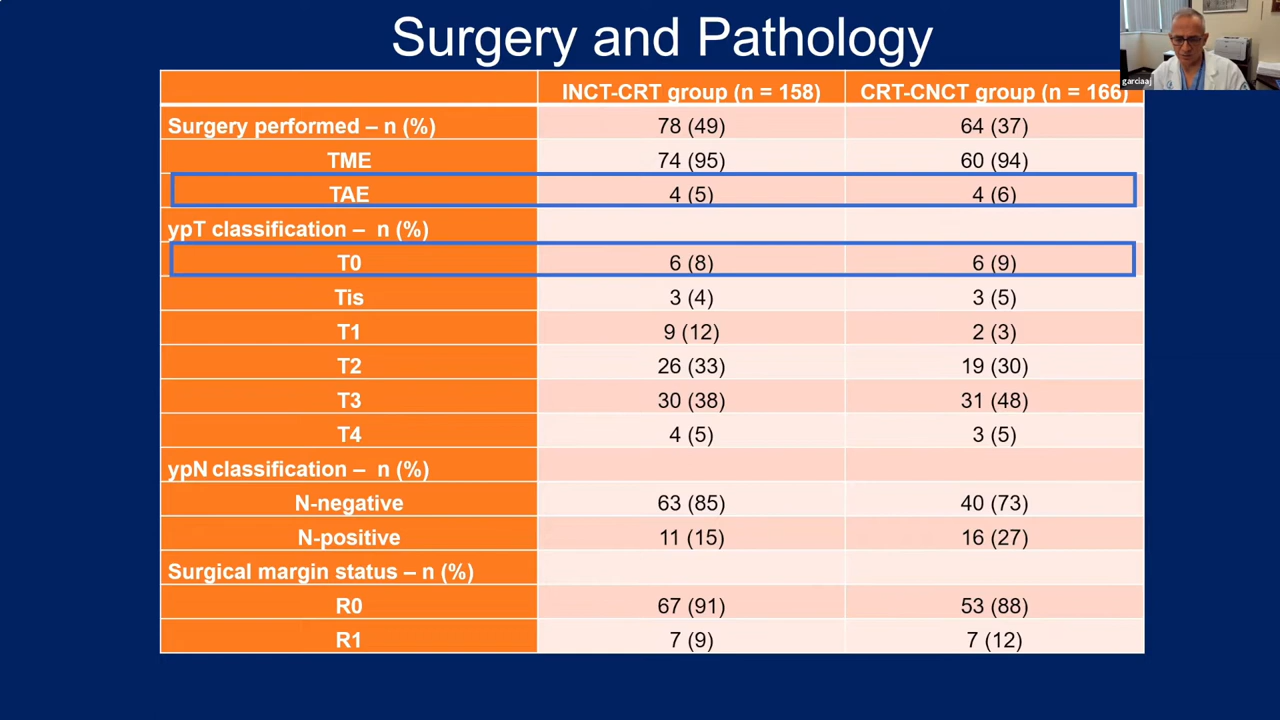 Surgery and Pathology
garciaaj
INCT-CRT group (n = 158) CRT-CNCT group (n = 166)
Surgery performed – n (%) 78 (49) 64 (37)
TME 74 (95) 60 (94)
TAE 4 (5) 4 (6)
ypT classification – n (%)
T0 6 (8) 6 (9)
Tis 3 (4) 3 (5)
T1 9 (12) 2 (3)
T2 26 (33) 19 (30)
T3 30 (38) 31 (48)
T4 4 (5) 3 (5)
ypN classification – n (%)
N-negative 63 (85) 40 (73)
N-positive 11 (15) 16 (27)
Surgical margin status – n (%)
R0 67 (91) 53 (88)
R1 7 (9) 7 (12)